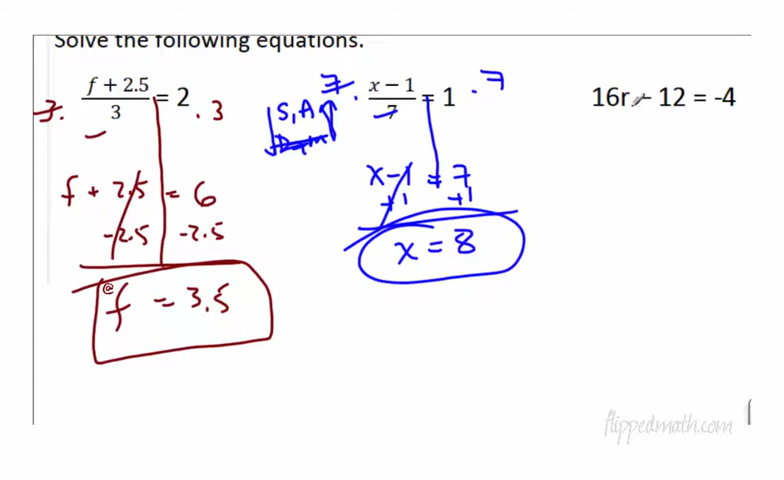 Solve the following equations.
(f + 2.5)/3 = 2
3. . 3
f + 2.5 = 6
-2.5 -2.5
f = 3.5
7. (x − 1)/7 = 1 . 7
S, A
x - 1 = 7
+1 +1
x = 8
16r - 12 = -4
flippedmath.com